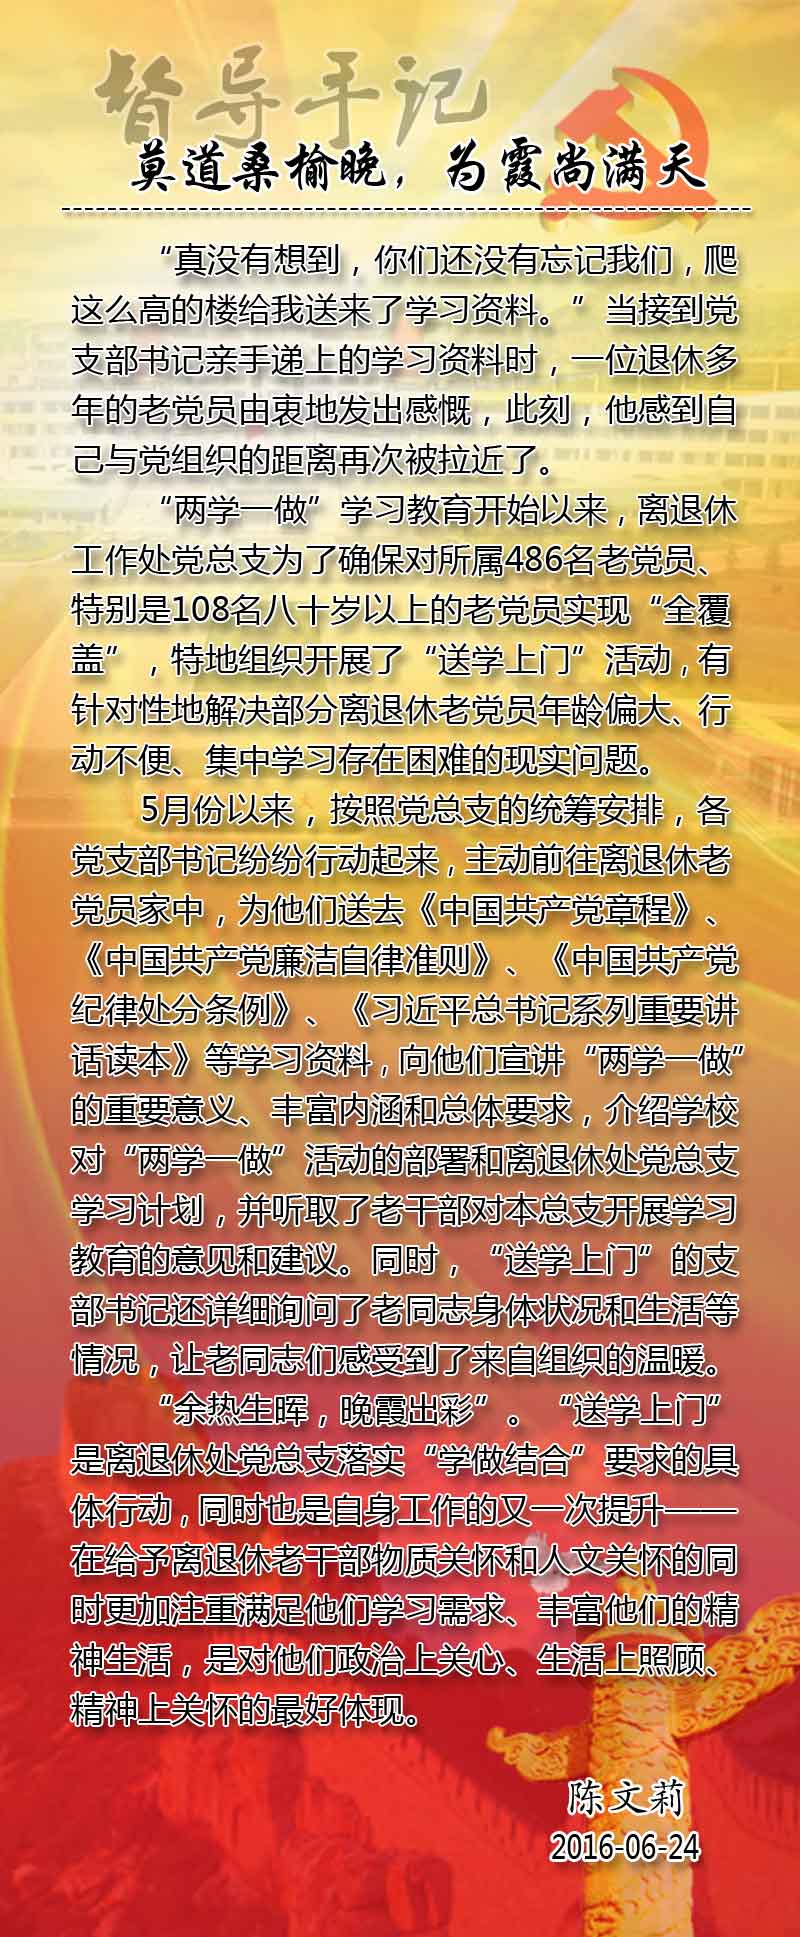 督导手记
莫道桑榆晚，为霞尚满天
“真没有想到，你们还没有忘记我们，爬
这么高的楼给我送来了学习资料。”当接到党
支部书记亲手递上的学习资料时，一位退休多
年的老党员由衷地发出感慨，此刻，他感到自
己与党组织的距离再次被拉近了。
“两学一做”学习教育开始以来，离退休
工作处党总支为了确保对所属486名老党员、
特别是108名八十岁以上的老党员实现“全覆
盖”，特地组织开展了“送学上门”活动，有
针对性地解决部分离退休老党员年龄偏大、行
动不便、集中学习存在困难的现实问题。
5月份以来，按照党总支的统筹安排，各
党支部书记纷纷行动起来，主动前往离退休老
党员家中，为他们送去《中国共产党章程》、
《中国共产党廉洁自律准则》、《中国共产党
纪律处分条例》、《习近平总书记系列重要讲
话读本》等学习资料，向他们宣讲“两学一做”
的重要意义、丰富内涵和总体要求，介绍学校
对“两学一做”活动的部署和离退休处党总支
学习计划，并听取了老干部对本总支开展学习
教育的意见和建议。同时，“送学上门”的支
部书记还详细询问了老同志身体状况和生活等
情况，让老同志们感受到了来自组织的温暖。
“余热生晖，晚霞出彩”。“送学上门”
是离退休处党总支落实“学做结合”要求的具
体行动，同时也是自身工作的又一次提升——
在给予离退休老干部物质关怀和人文关怀的同
时更加注重满足他们学习需求、丰富他们的精
神生活，是对他们政治上关心、生活上照顾、
精神上关怀的最好体现。
陈文莉
2016-06-24